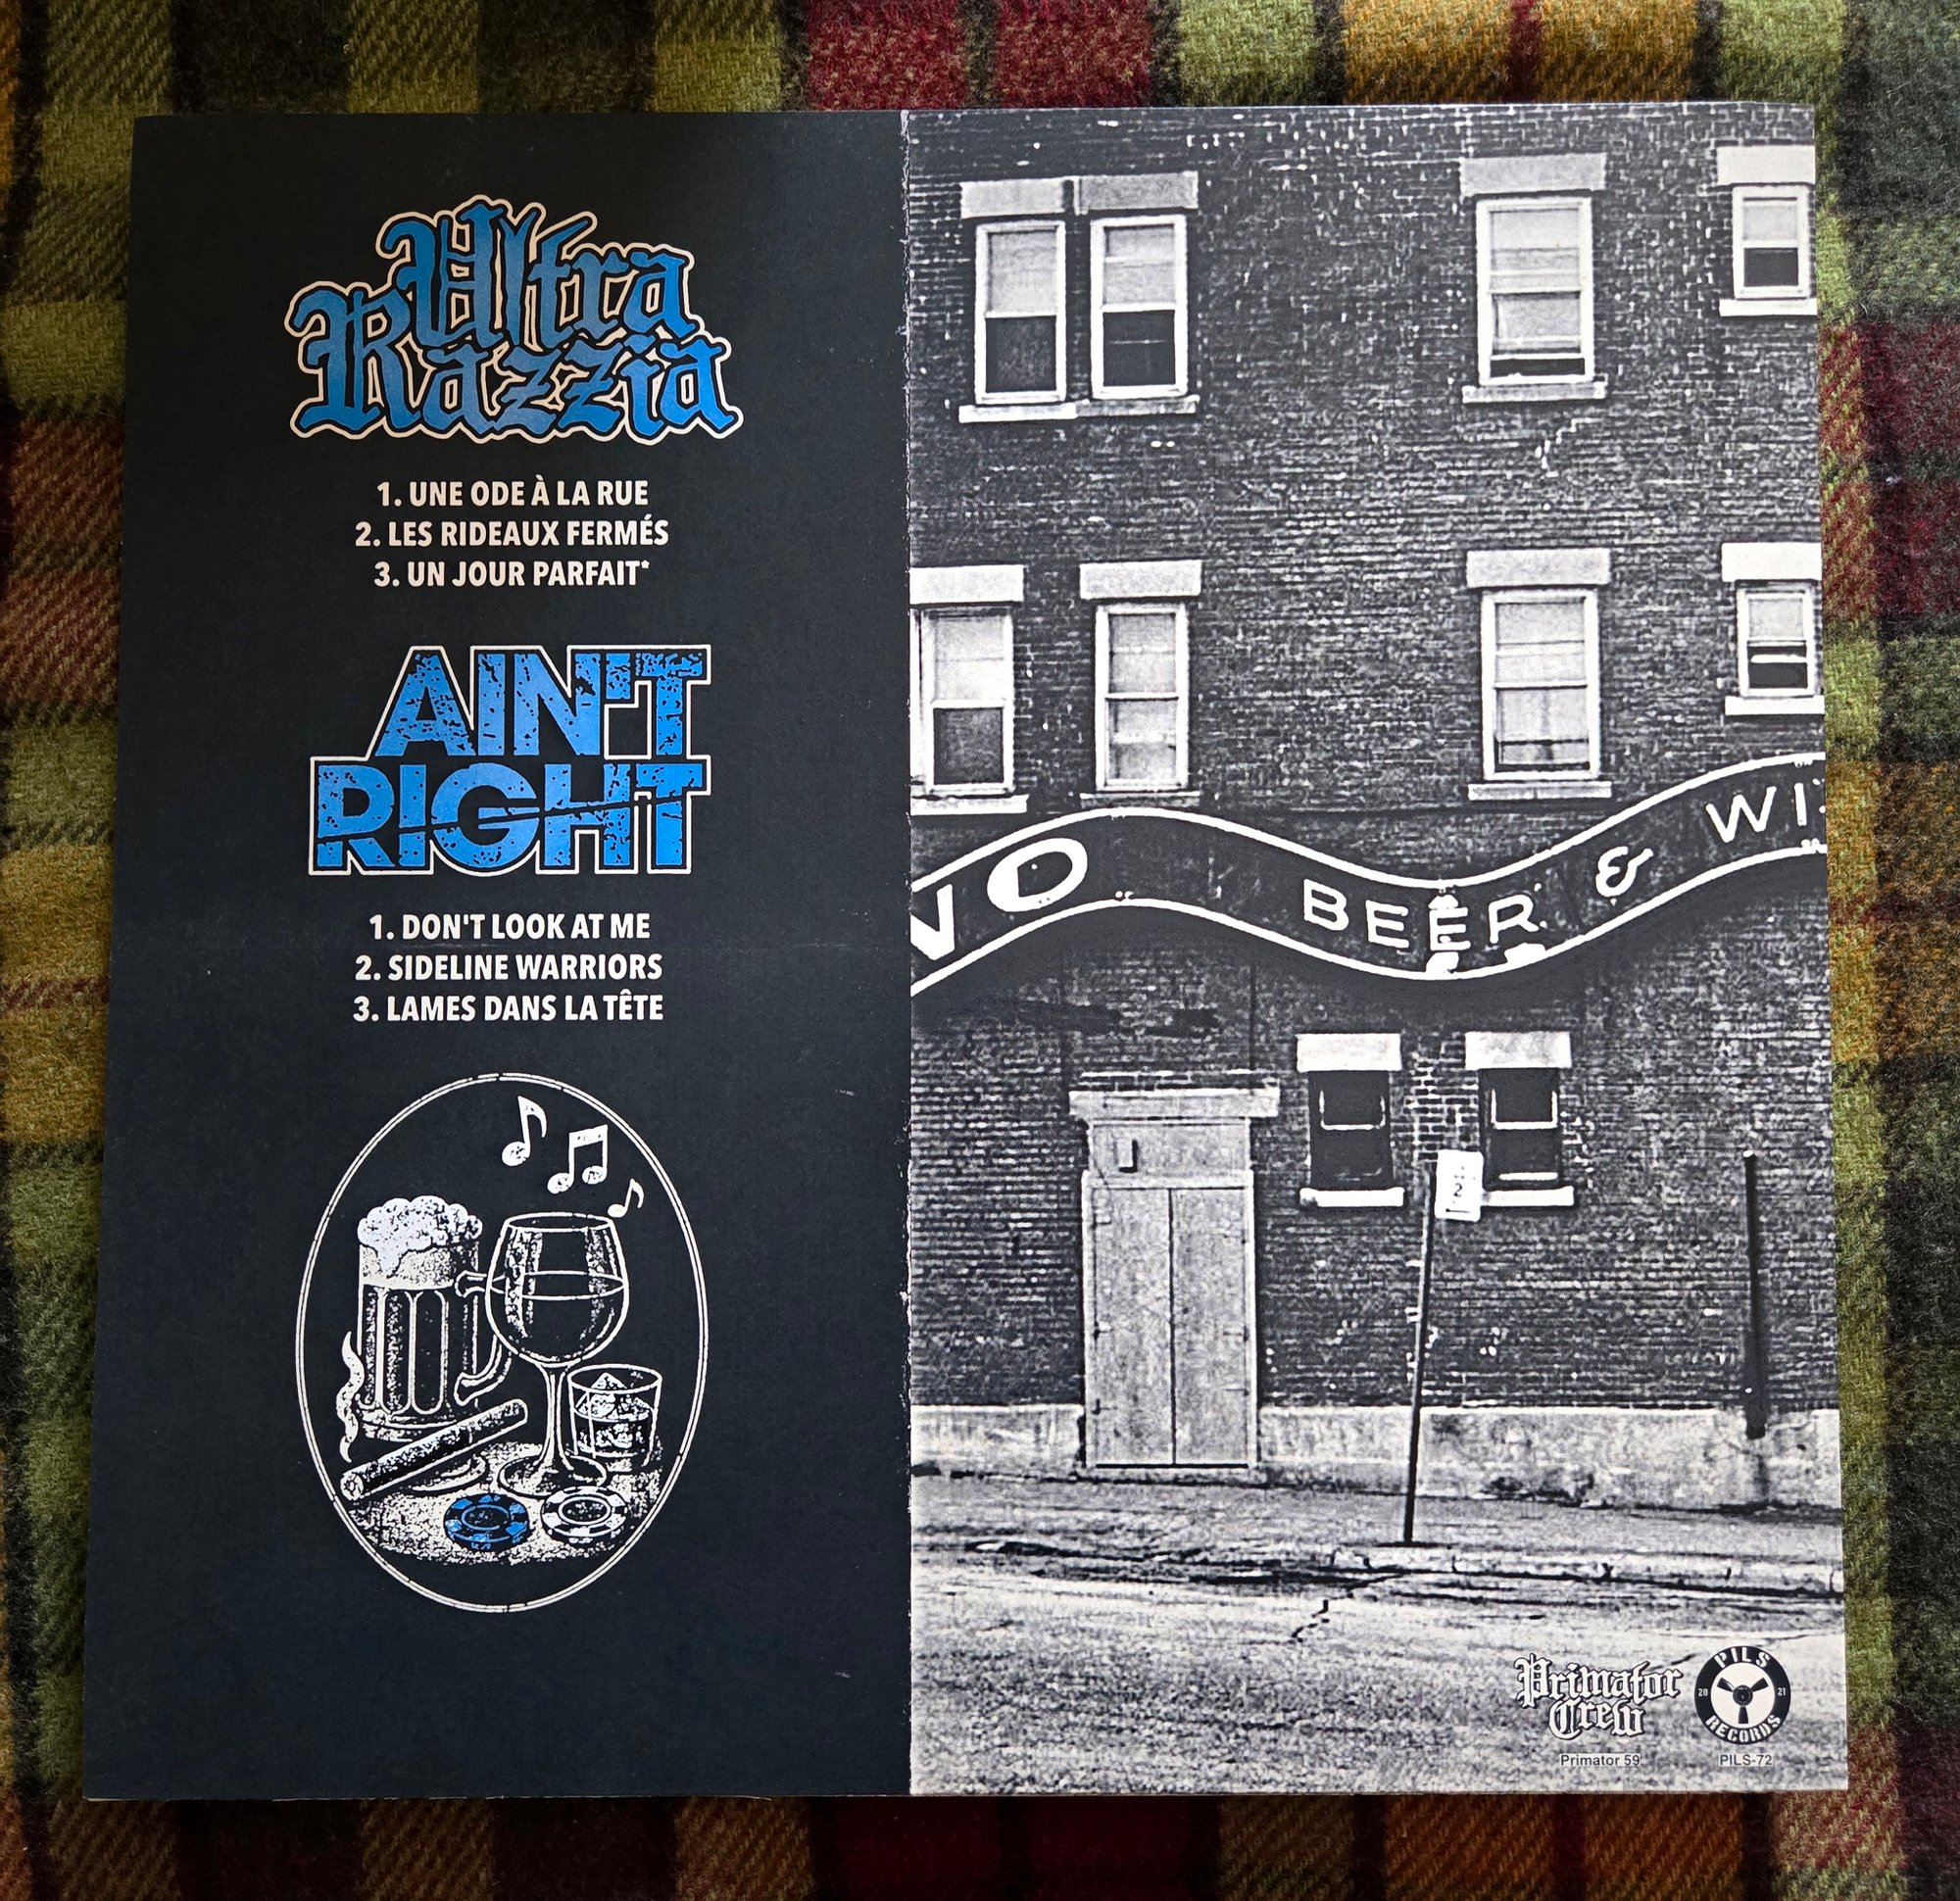 Ultra
Razzia
1. UNE ODE À LA RUE
2. LES RIDEAUX FERMÉS
3. UN JOUR PARFAIT*
AIN'T
RIGHT
1. DON'T LOOK AT ME
2. SIDELINE WARRIORS
3. LAMES DANS LA TÊTE
VO BEER & WI
2
Primator
Crew
Primator 59
PILS
20 21
RECORDS
PILS-72